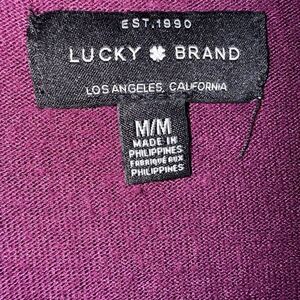 EST. 1990
LUCKY BRAND
LOS ANGELES, CALIFORNIA
M/M
MADE IN
PHILIPPINES
FABRIQUÉ AUX
PHILIPPINES